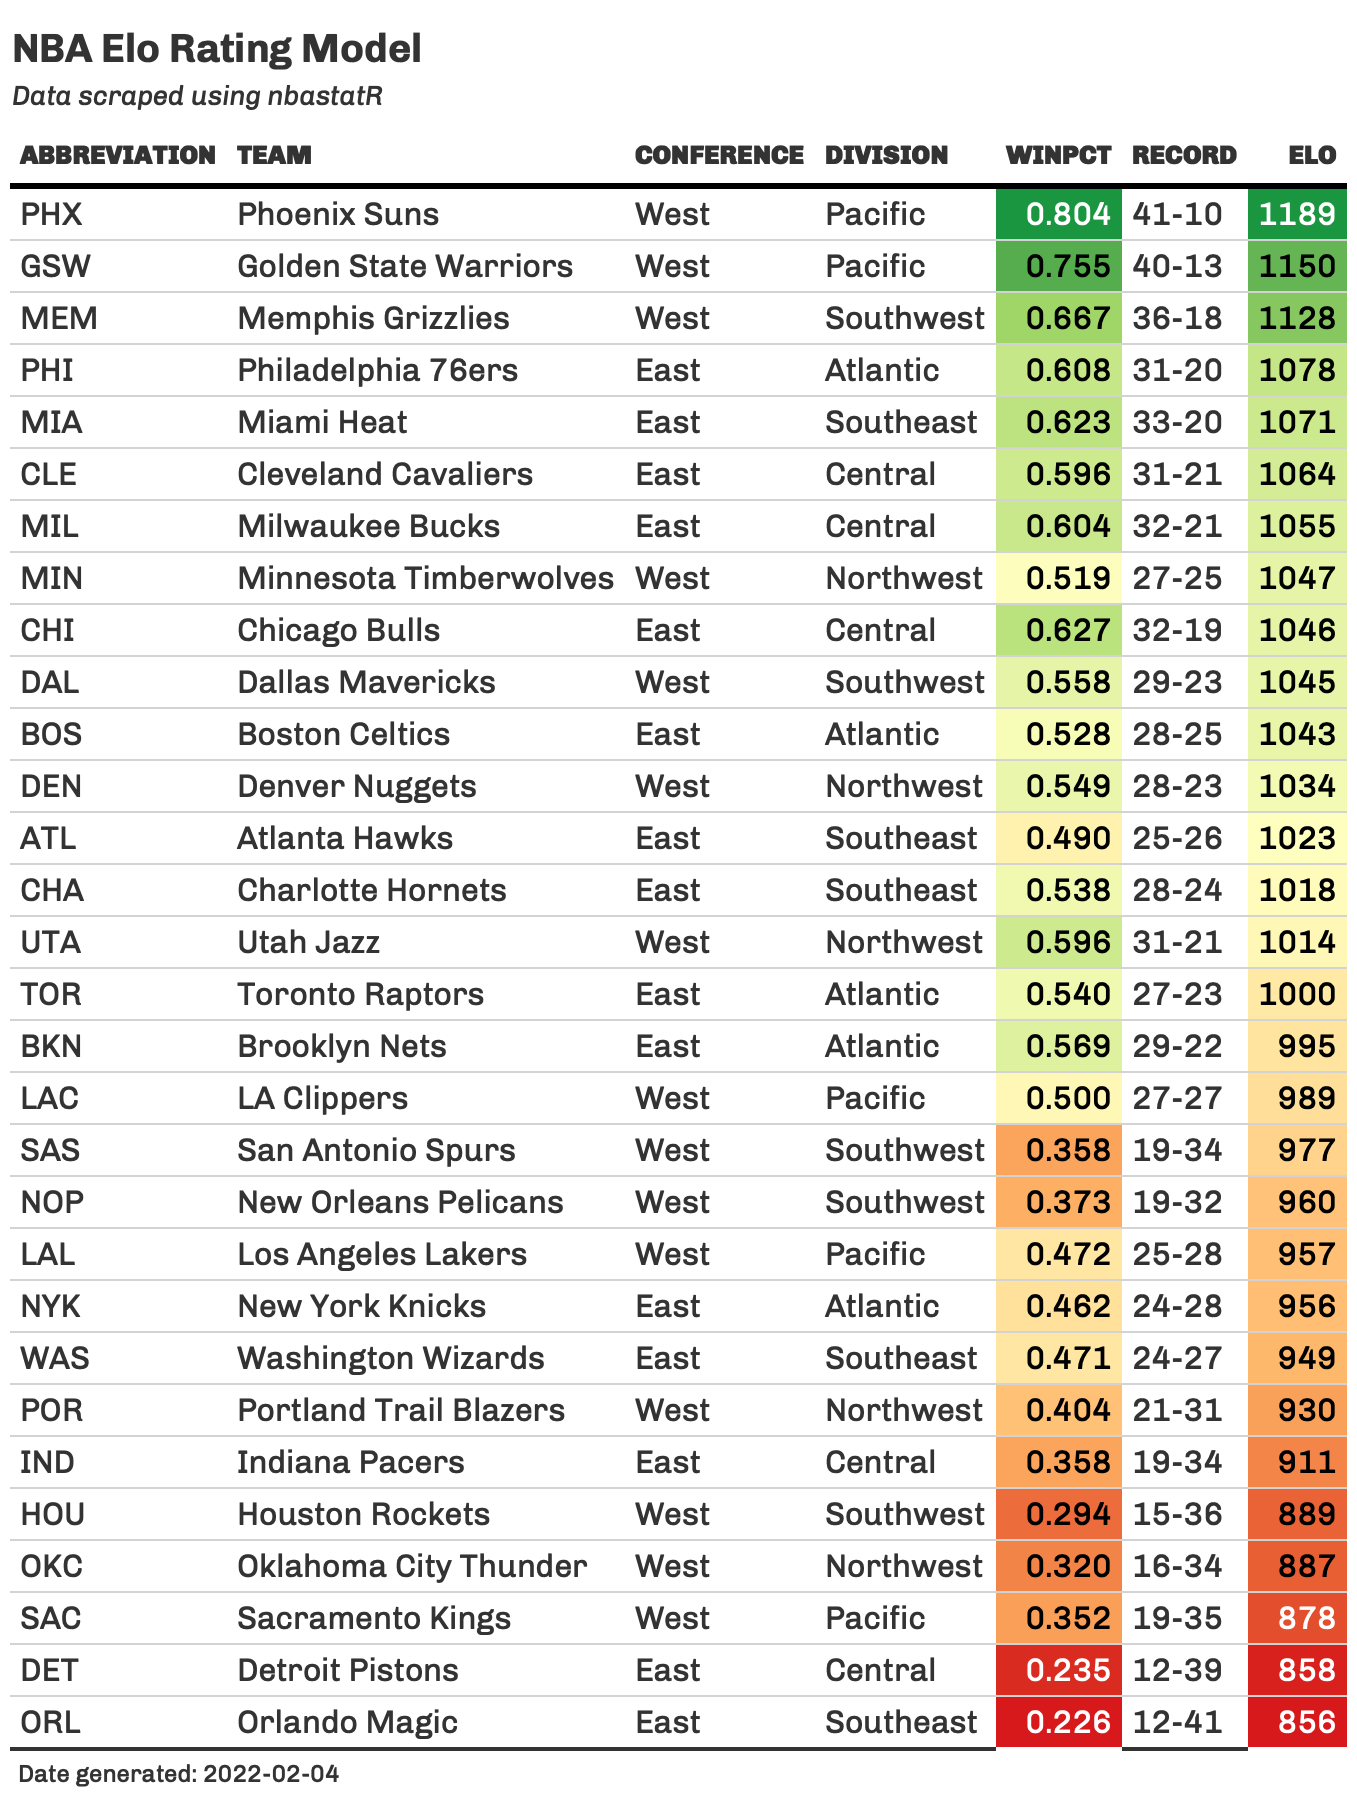 NBA Elo Rating Model
Data scraped using nbastatR
ABBREVIATION TEAM CONFERENCE DIVISION WINPCT RECORD ELO
PHX Phoenix Suns West Pacific 0.804 41-10 1189
GSW Golden State Warriors West Pacific 0.755 40-13 1150
MEM Memphis Grizzlies West Southwest 0.667 36-18 1128
PHI Philadelphia 76ers East Atlantic 0.608 31-20 1078
MIA Miami Heat East Southeast 0.623 33-20 1071
CLE Cleveland Cavaliers East Central 0.596 31-21 1064
MIL Milwaukee Bucks East Central 0.604 32-21 1055
MIN Minnesota Timberwolves West Northwest 0.519 27-25 1047
CHI Chicago Bulls East Central 0.627 32-19 1046
DAL Dallas Mavericks West Southwest 0.558 29-23 1045
BOS Boston Celtics East Atlantic 0.528 28-25 1043
DEN Denver Nuggets West Northwest 0.549 28-23 1034
ATL Atlanta Hawks East Southeast 0.490 25-26 1023
CHA Charlotte Hornets East Southeast 0.538 28-24 1018
UTA Utah Jazz West Northwest 0.596 31-21 1014
TOR Toronto Raptors East Atlantic 0.540 27-23 1000
BKN Brooklyn Nets East Atlantic 0.569 29-22 995
LAC LA Clippers West Pacific 0.500 27-27 989
SAS San Antonio Spurs West Southwest 0.358 19-34 977
NOP New Orleans Pelicans West Southwest 0.373 19-32 960
LAL Los Angeles Lakers West Pacific 0.472 25-28 957
NYK New York Knicks East Atlantic 0.462 24-28 956
WAS Washington Wizards East Southeast 0.471 24-27 949
POR Portland Trail Blazers West Northwest 0.404 21-31 930
IND Indiana Pacers East Central 0.358 19-34 911
HOU Houston Rockets West Southwest 0.294 15-36 889
OKC Oklahoma City Thunder West Northwest 0.320 16-34 887
SAC Sacramento Kings West Pacific 0.352 19-35 878
DET Detroit Pistons East Central 0.235 12-39 858
ORL Orlando Magic East Southeast 0.226 12-41 856
Date generated: 2022-02-04